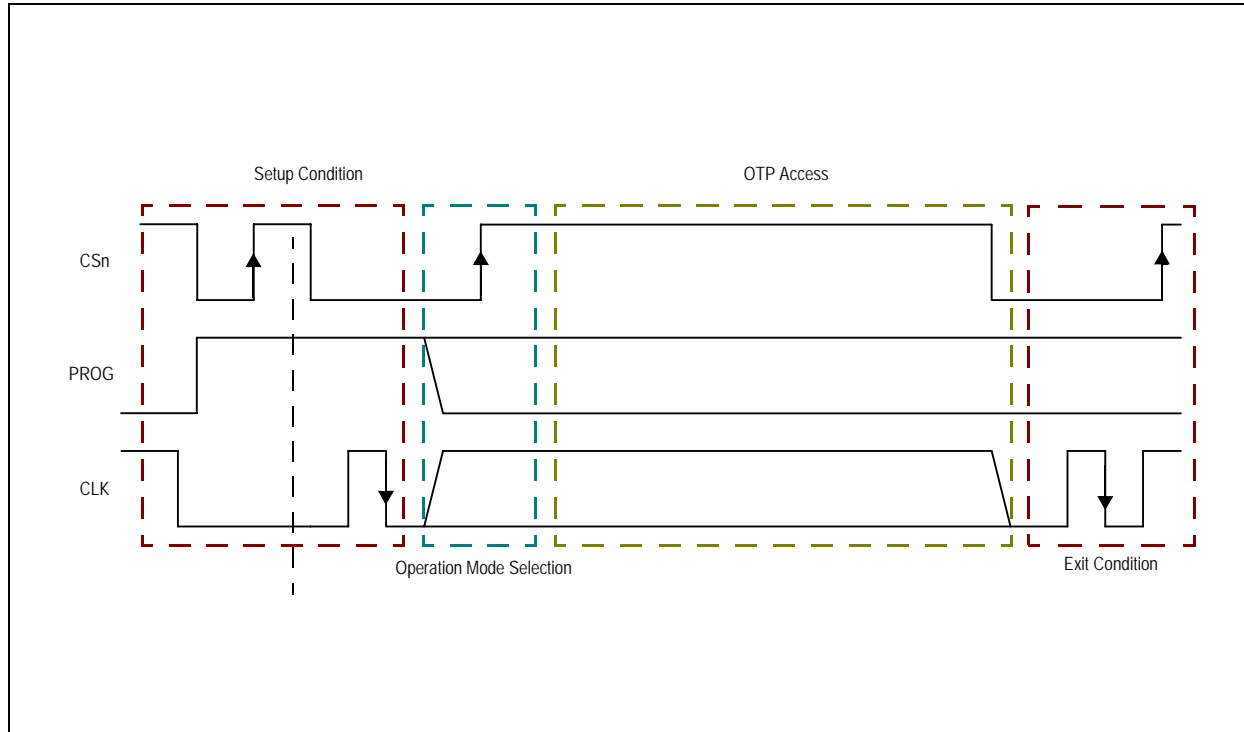 Setup Condition
OTP Access
CSn
PROG
CLK
Operation Mode Selection
Exit Condition